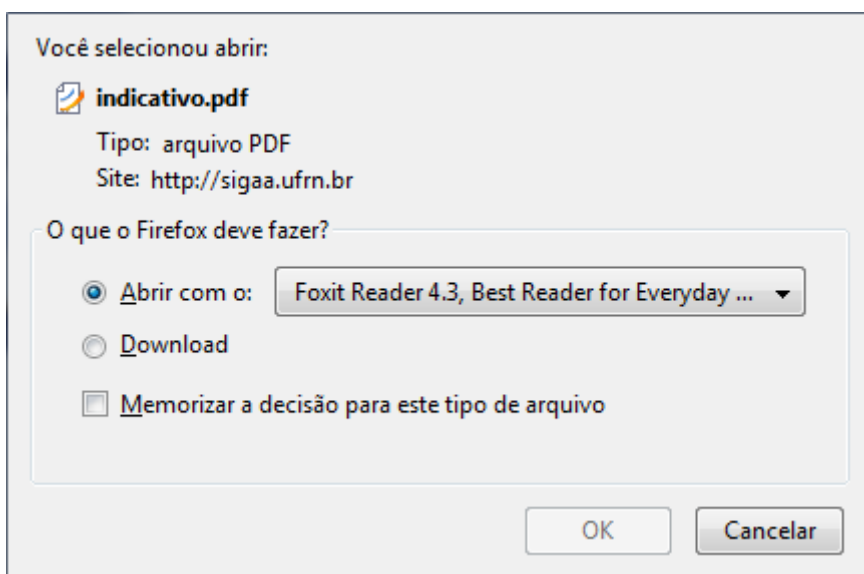 Você selecionou abrir:
indicativo.pdf
Tipo: arquivo PDF
Site: http://sigaa.ufrn.br
O que o Firefox deve fazer?
Abrir com o: Foxit Reader 4.3, Best Reader for Everyday ...
Download
Memorizar a decisão para este tipo de arquivo
OK Cancelar